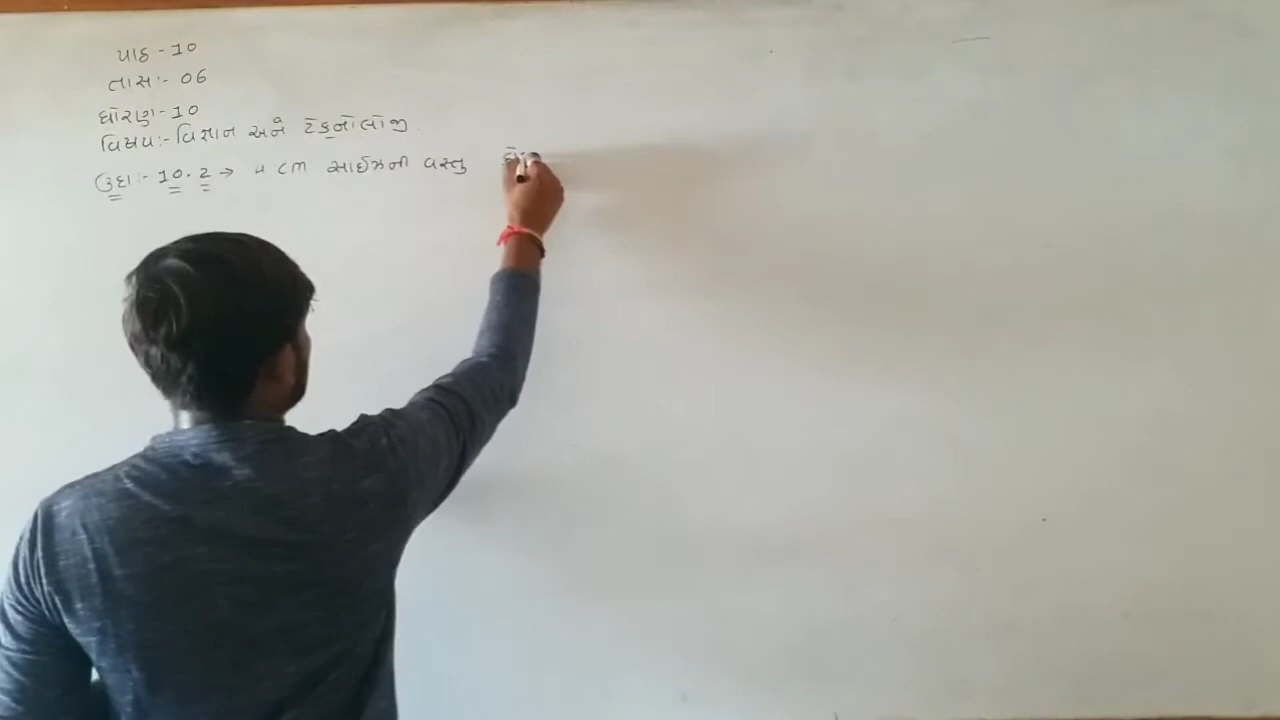 પાઠ - 10
તાસ :- 06
ધોરણ - 10
વિષય :- વિજ્ઞાન અને ટેકનોલોજી
ઉદા :- 10.2 → 4 cm સાઈઝની વસ્તુ